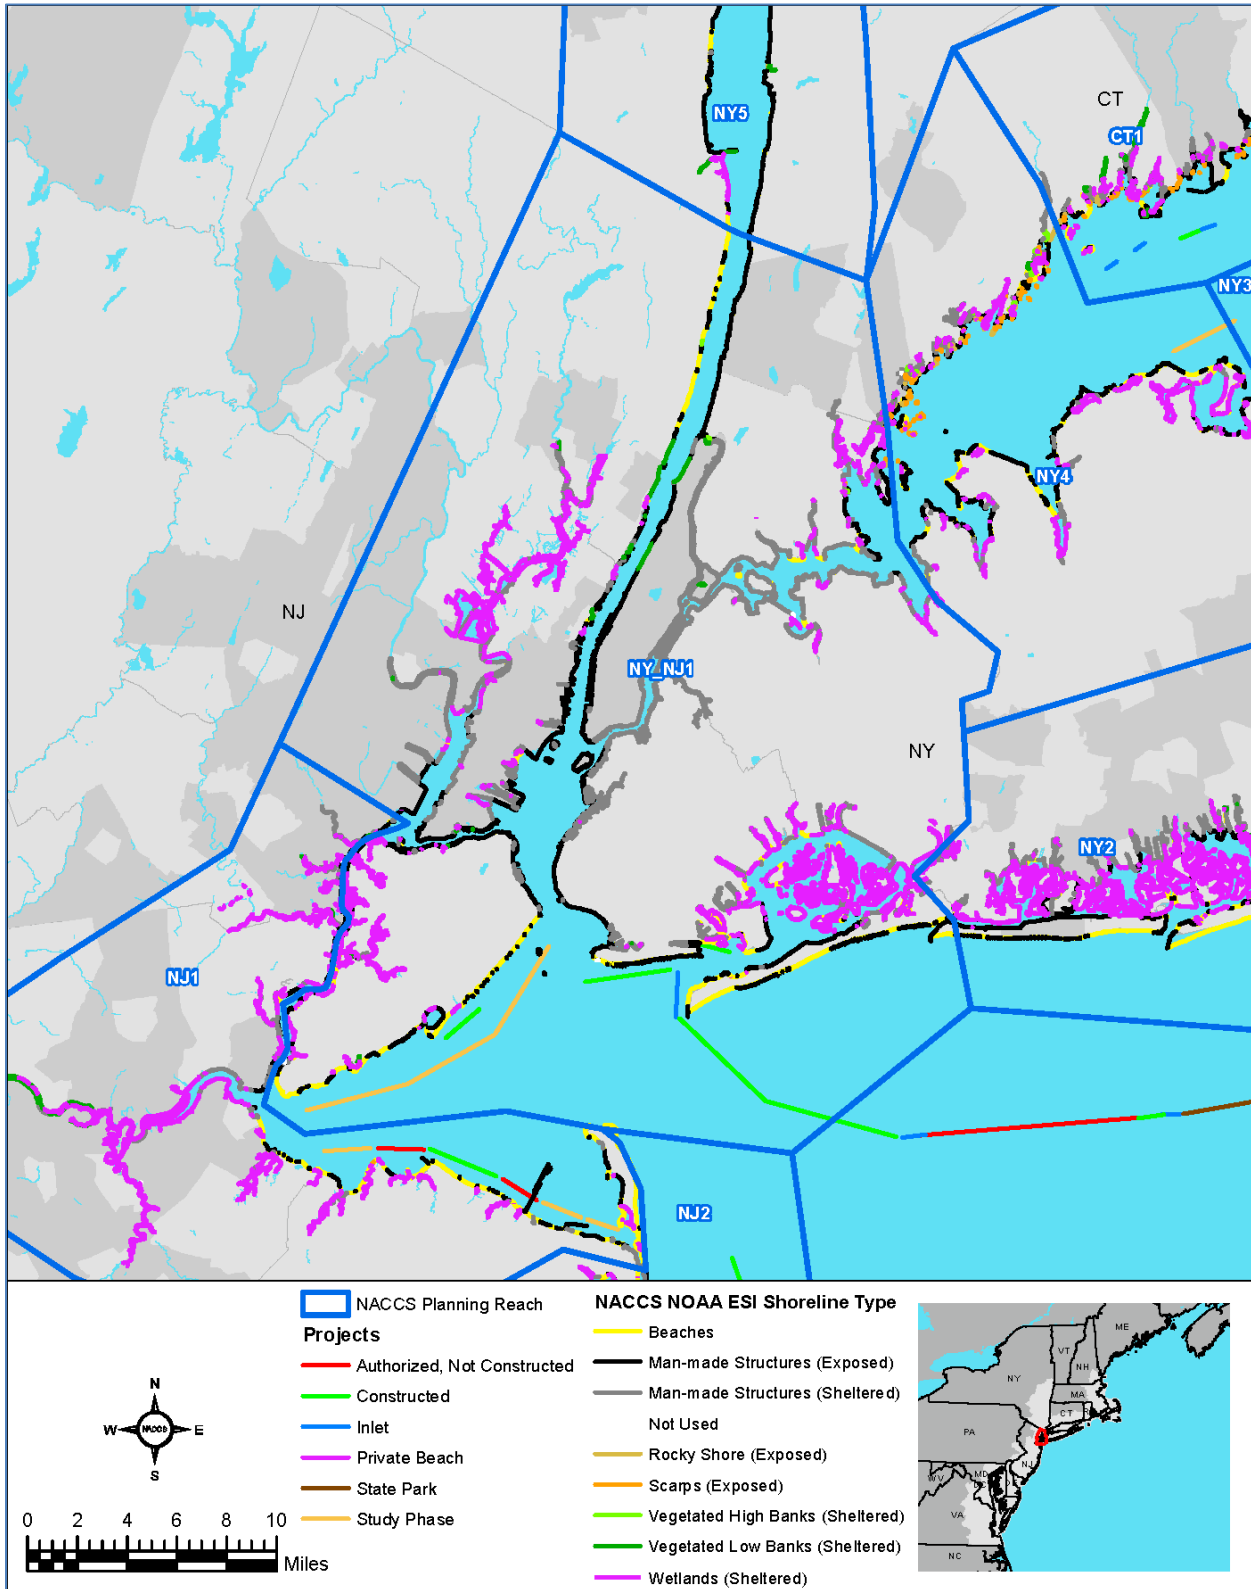 NY5
CT
CT1
NY3
NY4
NJ
NY_NJ1
NY
NY2
NJ1
NJ2
NACCS Planning Reach
Projects
Authorized, Not Constructed
Constructed
Inlet
Private Beach
State Park
Study Phase
NACCS NOAA ESI Shoreline Type
Beaches
Man-made Structures (Exposed)
Man-made Structures (Sheltered)
Not Used
Rocky Shore (Exposed)
Scarps (Exposed)
Vegetated High Banks (Sheltered)
Vegetated Low Banks (Sheltered)
Wetlands (Sheltered)
N
W NACCS E
S
0 2 4 6 8 10
Miles
ME
VT
NH
NY
MA
CT
PA
NJ
MD
WV
VA
NC